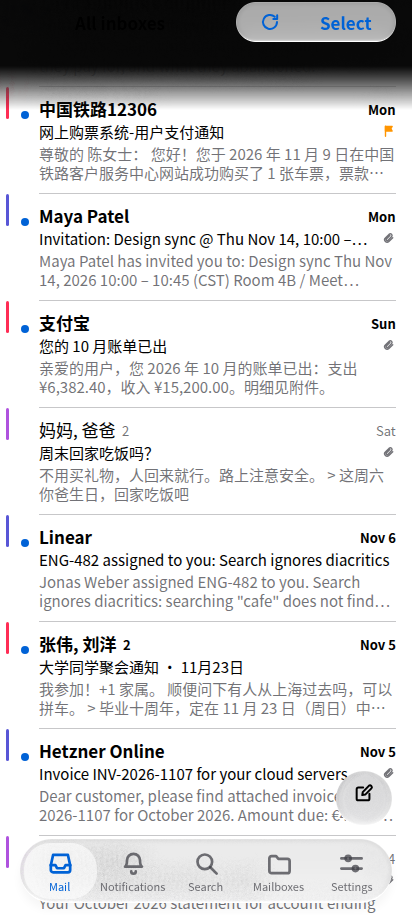 All inboxes
Select
中国铁路12306
Mon
网上购票系统-用户支付通知
尊敬的 陈女士： 您好！您于 2026 年 11 月 9 日在中国
铁路客户服务中心网站成功购买了 1 张车票，票款…
Maya Patel
Mon
Invitation: Design sync @ Thu Nov 14, 10:00 –…
Maya Patel has invited you to: Design sync Thu Nov
14, 2026 10:00 – 10:45 (CST) Room 4B / Meet…
支付宝
Sun
您的 10 月账单已出
亲爱的用户，您 2026 年 10 月的账单已出：支出
¥6,382.40，收入 ¥15,200.00。明细见附件。
妈妈, 爸爸 2
Sat
周末回家吃饭吗？
不用买礼物，人回来就行。路上注意安全。 > 这周六
你爸生日，回家吃饭吧
Linear
Nov 6
ENG-482 assigned to you: Search ignores diacritics
Jonas Weber assigned ENG-482 to you. Search
ignores diacritics: searching "cafe" does not find…
张伟, 刘洋 2
Nov 5
大学同学聚会通知 · 11月23日
我参加！+1 家属。 顺便问下有人从上海过去吗，可以
拼车。 > 毕业十周年，定在 11 月 23 日（周日）中…
Hetzner Online
Nov 5
Invoice INV-2026-1107 for your cloud servers
Dear customer, please find attached invoice
2026-1107 for October 2026. Amount due: €
4
Mail
Notifications
Search
Mailboxes
Settings
Your October 2026 statement for account ending